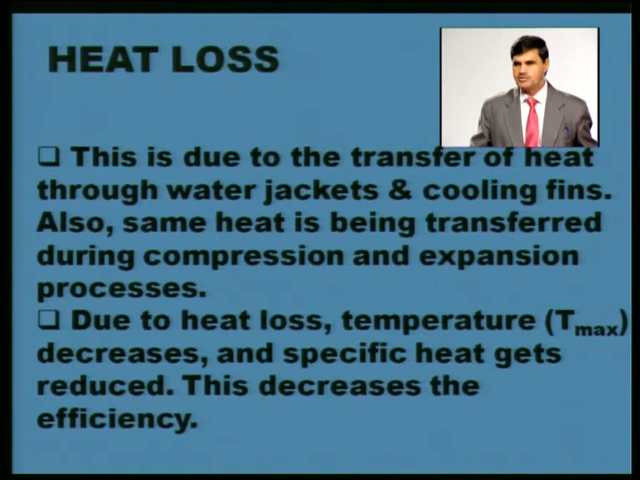 HEAT LOSS
❑ This is due to the transfer of heat
through water jackets & cooling fins.
Also, same heat is being transferred
during compression and expansion
processes.
❑ Due to heat loss, temperature (Tmax)
decreases, and specific heat gets
reduced. This decreases the
efficiency.